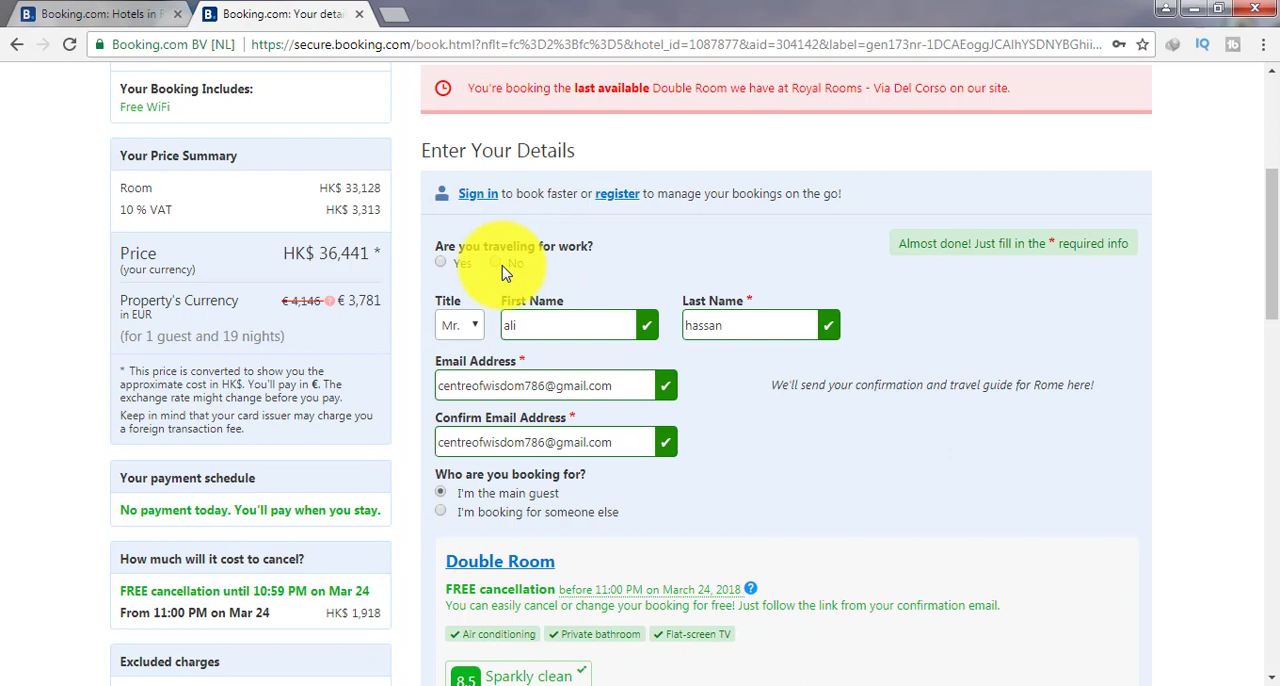 Booking.com: Hotels in R
Booking.com: Your detai
Booking.com BV [NL]
https://secure.booking.com/book.html?nflt=fc%3D2%3Bfc%3D5&hotel_id=1087877&aid=304142&label=gen173nr-1DCAEoggJCAlhYSDNYBGhii...
IQ
Your Booking Includes:
Free WiFi
Your Price Summary
Room HK$ 33,128
10 % VAT HK$ 3,313
Price HK$ 36,441 *
(your currency)
Property's Currency € 4,146 ? € 3,781
in EUR
(for 1 guest and 19 nights)
* This price is converted to show you the
approximate cost in HK$. You'll pay in €. The
exchange rate might change before you pay.
Keep in mind that your card issuer may charge you
a foreign transaction fee.
Your payment schedule
No payment today. You'll pay when you stay.
How much will it cost to cancel?
FREE cancellation until 10:59 PM on Mar 24
From 11:00 PM on Mar 24 HK$ 1,918
Excluded charges
You're booking the last available Double Room we have at Royal Rooms - Via Del Corso on our site.
Enter Your Details
Sign in to book faster or register to manage your bookings on the go!
Are you traveling for work?
Yes No
Almost done! Just fill in the * required info
Title First Name Last Name *
Mr. ali hassan
Email Address *
centreofwisdom786@gmail.com
We'll send your confirmation and travel guide for Rome here!
Confirm Email Address *
centreofwisdom786@gmail.com
Who are you booking for?
I'm the main guest
I'm booking for someone else
Double Room
FREE cancellation before 11:00 PM on March 24, 2018 ?
You can easily cancel or change your booking for free! Just follow the link from your confirmation email.
Air conditioning Private bathroom Flat-screen TV
8.5 Sparkly clean